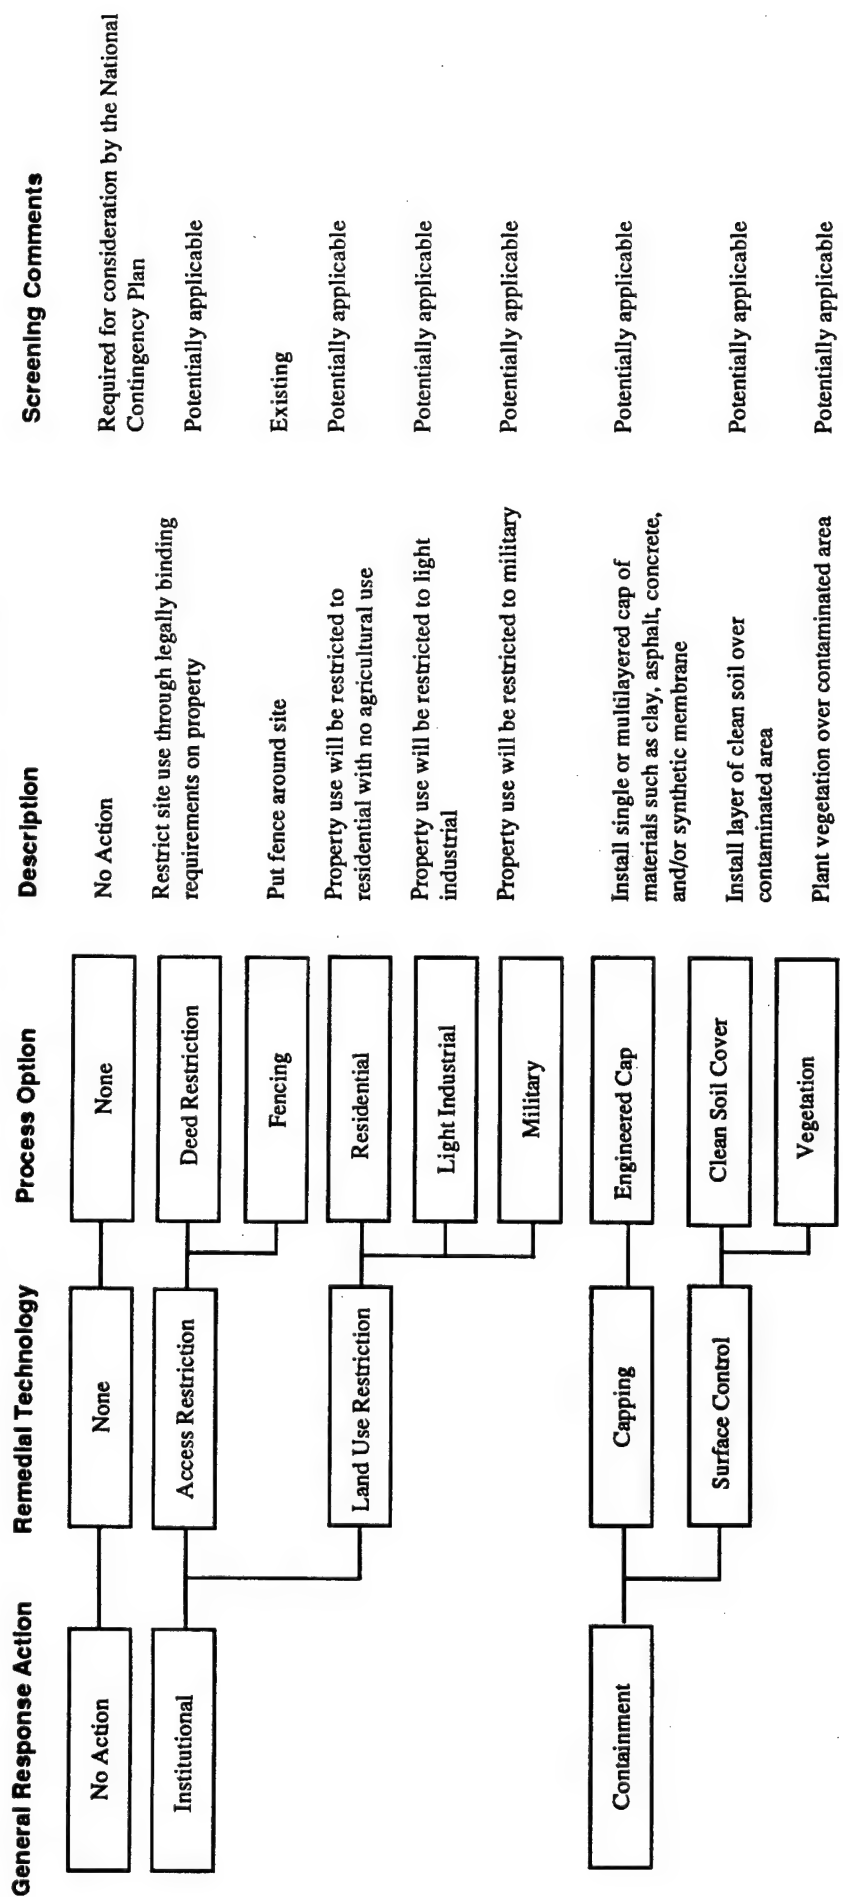 General Response Action
Remedial Technology
Process Option
Description
Screening Comments
No Action
None
None
No Action
Required for consideration by the National
Contingency Plan
Institutional
Access Restriction
Deed Restriction
Restrict site use through legally binding
requirements on property
Potentially applicable
Fencing
Put fence around site
Existing
Land Use Restriction
Residential
Property use will be restricted to
residential with no agricultural use
Potentially applicable
Light Industrial
Property use will be restricted to light
industrial
Potentially applicable
Military
Property use will be restricted to military
Potentially applicable
Containment
Capping
Engineered Cap
Install single or multilayered cap of
materials such as clay, asphalt, concrete,
and/or synthetic membrane
Potentially applicable
Surface Control
Clean Soil Cover
Install layer of clean soil over
contaminated area
Potentially applicable
Vegetation
Plant vegetation over contaminated area
Potentially applicable